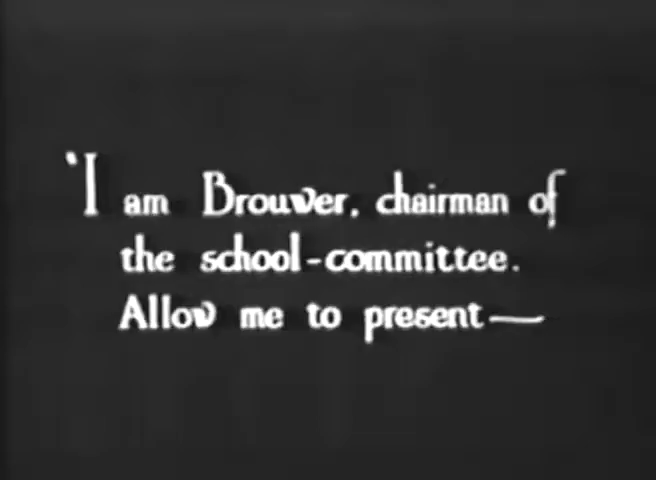 'I am Brouwer, chairman of
the school-committee.
Allow me to present—